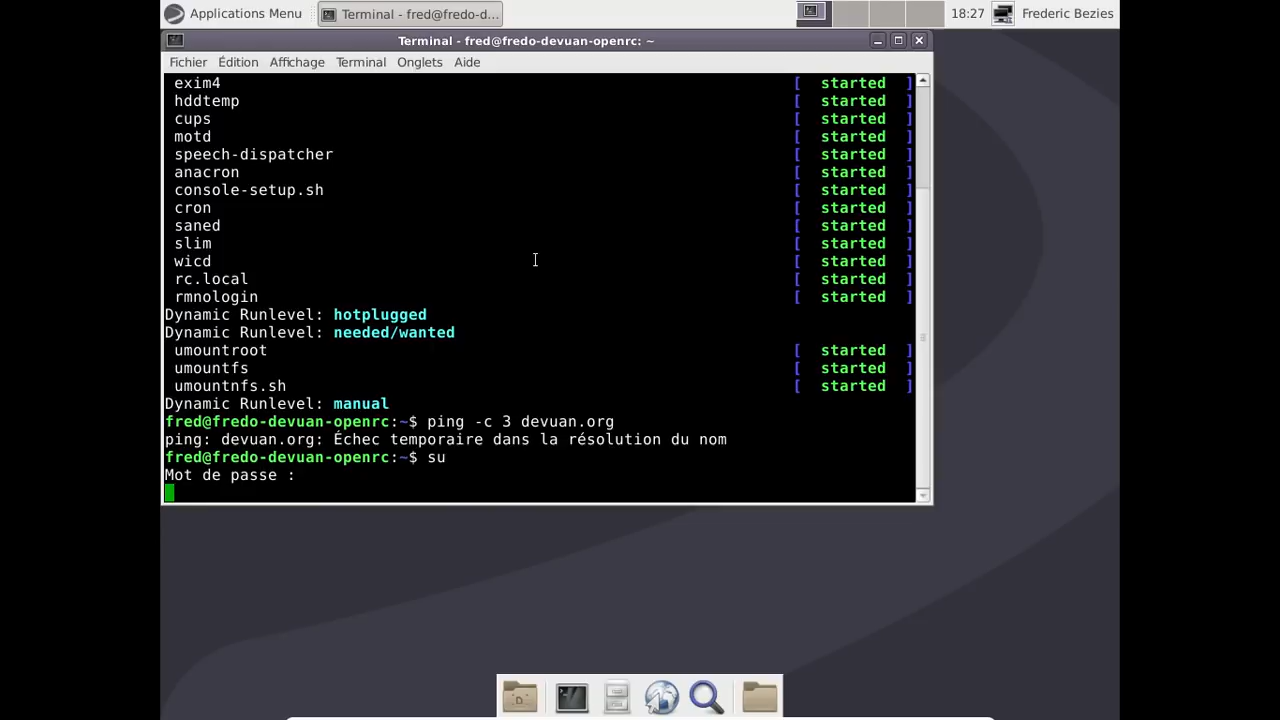 Applications Menu
Terminal - fred@fredo-d...
18:27
Frederic Bezies
Terminal - fred@fredo-devuan-openrc: ~
Fichier Édition Affichage Terminal Onglets Aide
exim4 [ started ]
hddtemp [ started ]
cups [ started ]
motd [ started ]
speech-dispatcher [ started ]
anacron [ started ]
console-setup.sh [ started ]
cron [ started ]
saned [ started ]
slim [ started ]
wicd [ started ]
rc.local [ started ]
rmnologin [ started ]
Dynamic Runlevel: hotplugged
Dynamic Runlevel: needed/wanted
umountroot [ started ]
umountfs [ started ]
umountnfs.sh [ started ]
Dynamic Runlevel: manual
fred@fredo-devuan-openrc:~$ ping -c 3 devuan.org
ping: devuan.org: Échec temporaire dans la résolution du nom
fred@fredo-devuan-openrc:~$ su
Mot de passe :